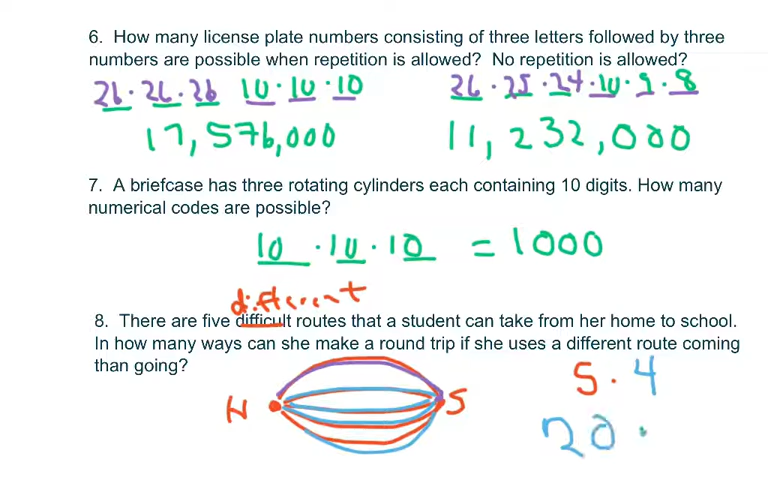 6. How many license plate numbers consisting of three letters followed by three
numbers are possible when repetition is allowed? No repetition is allowed?
26 · 26 · 26 10 · 10 · 10 26 · 25 · 24 · 10 · 9 · 8
17,576,000 11,232,000
7. A briefcase has three rotating cylinders each containing 10 digits. How many
numerical codes are possible?
10 · 10 · 10 = 1000
different
8. There are five difficult routes that a student can take from her home to school.
In how many ways can she make a round trip if she uses a different route coming
than going?
5 · 4
H S
20